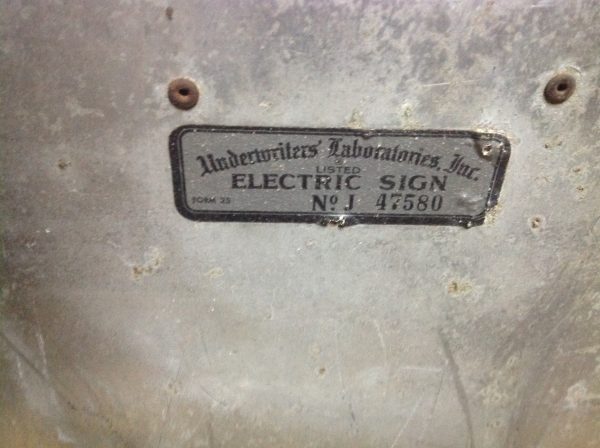 Underwriters' Laboratories, Inc.
LISTED
ELECTRIC SIGN
FORM 25 Nº J 47580